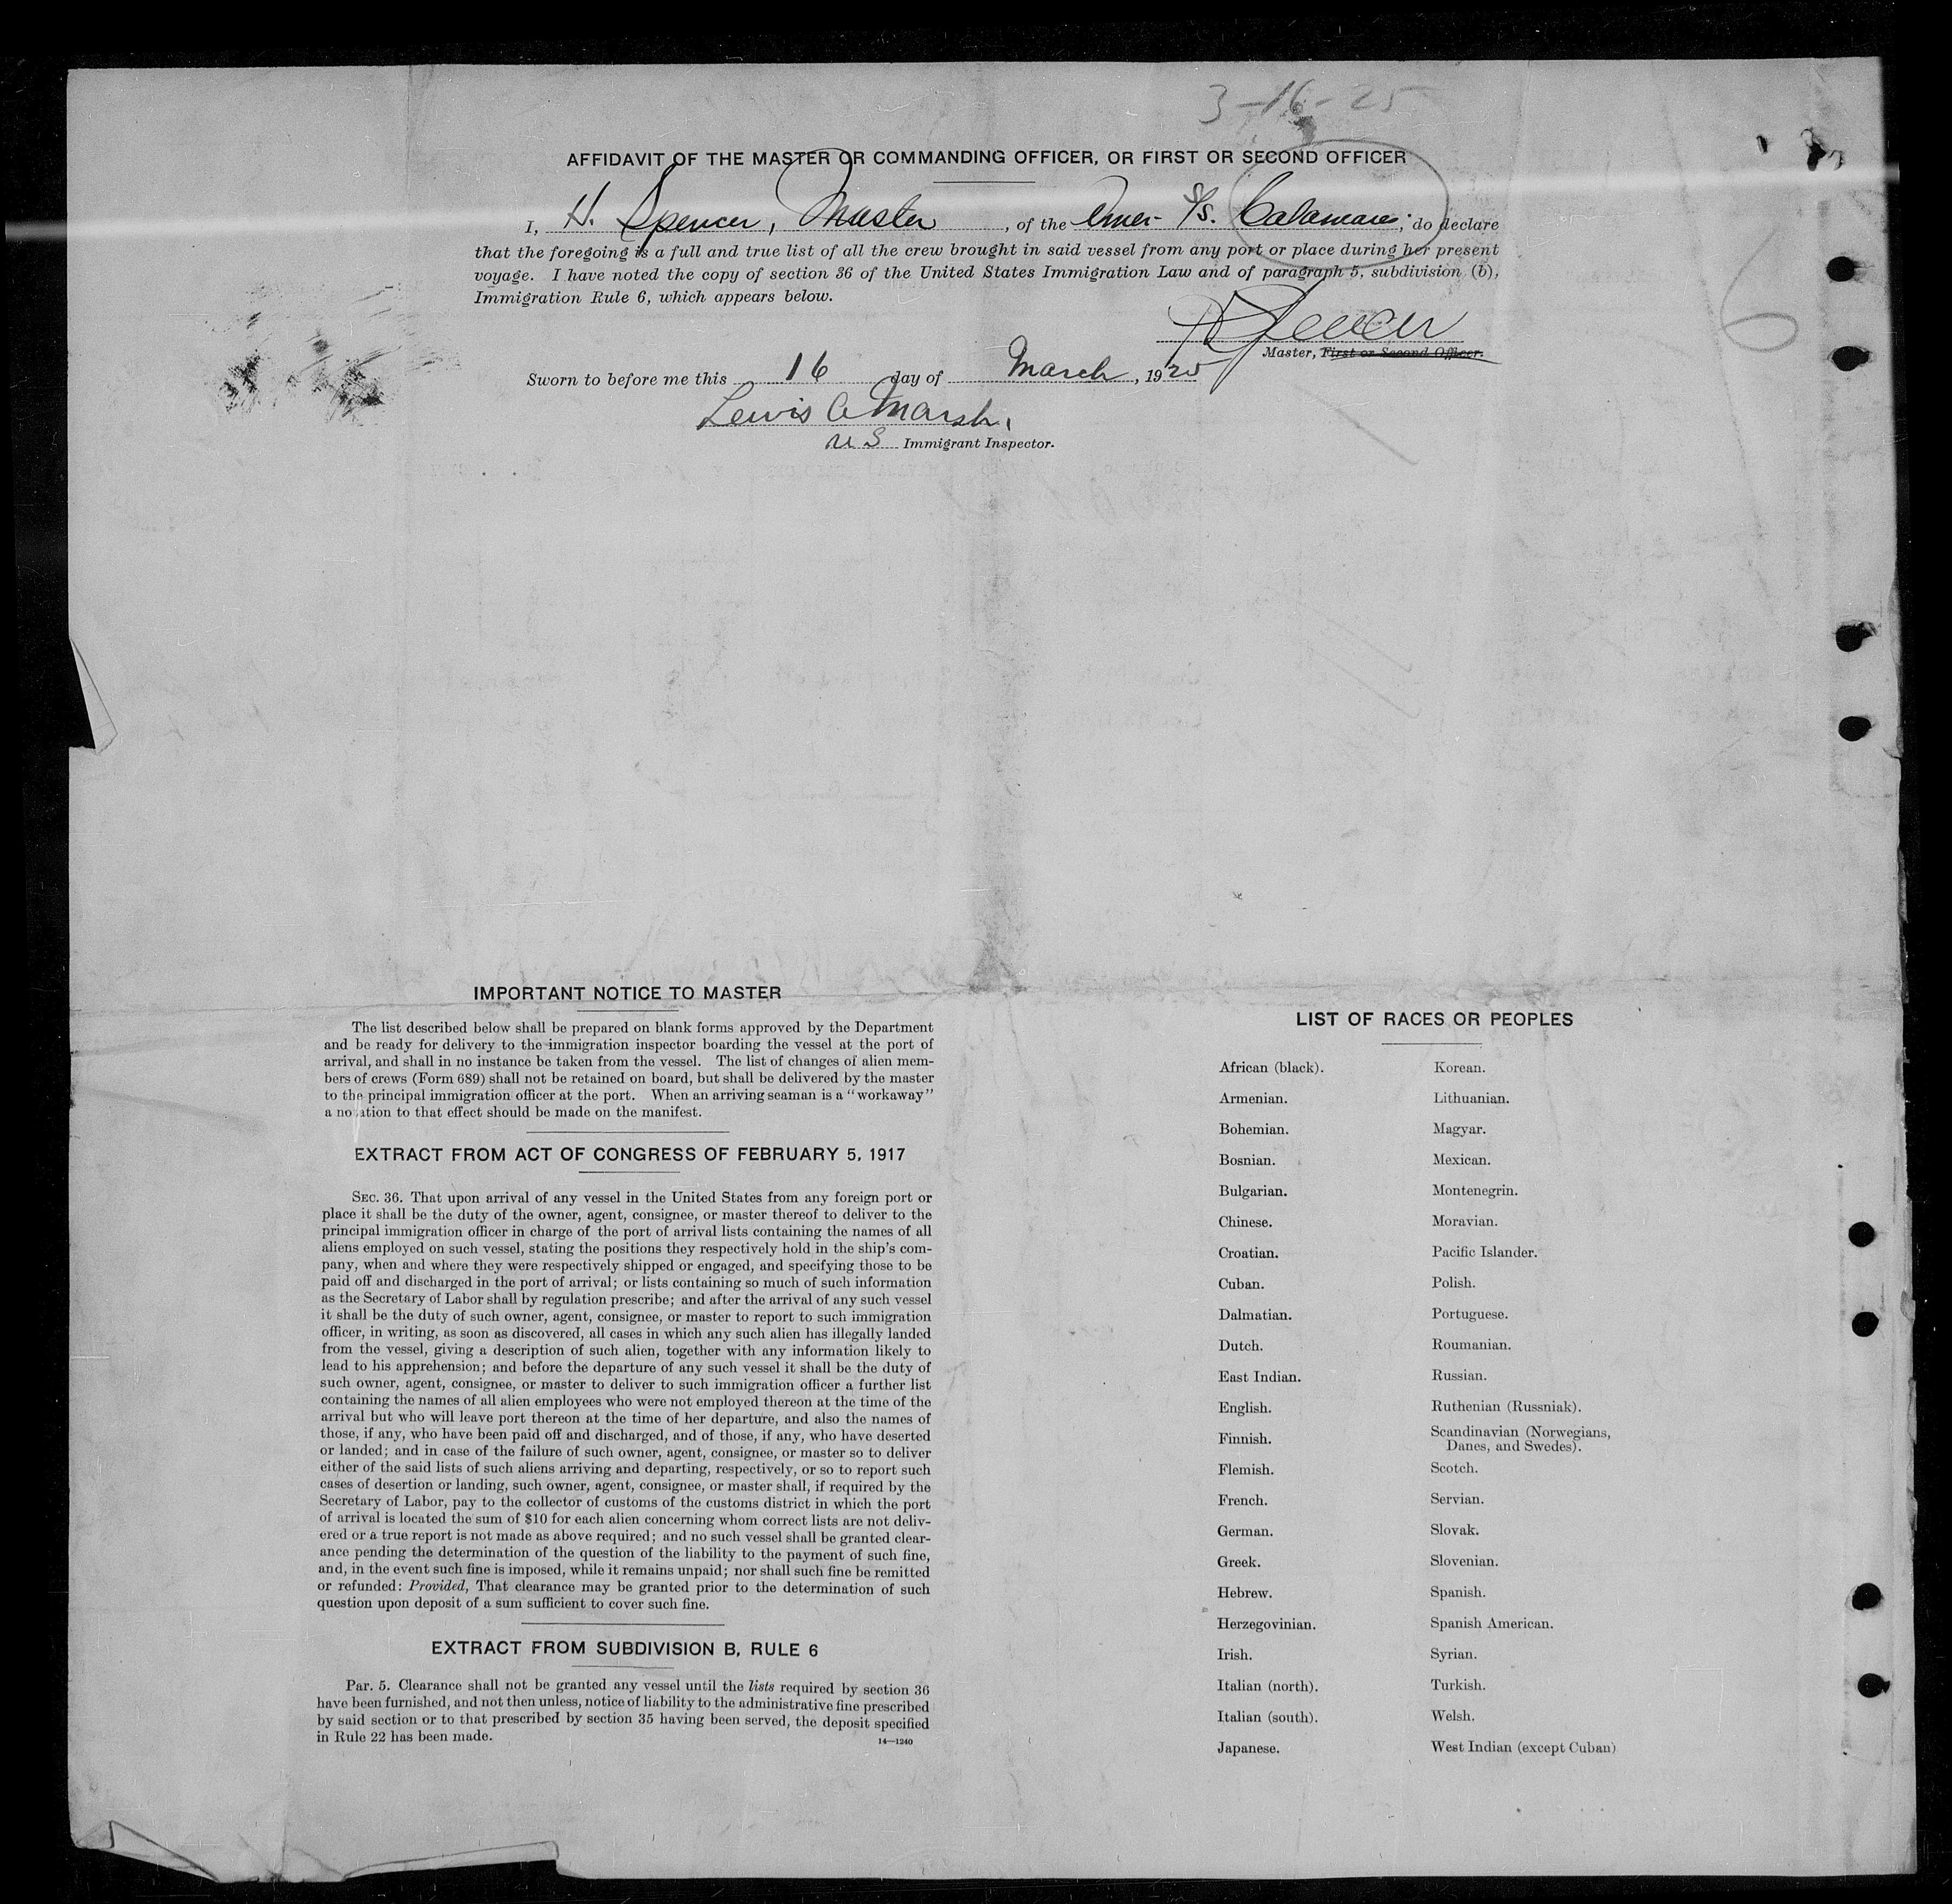 3-16-25
AFFIDAVIT OF THE MASTER OR COMMANDING OFFICER, OR FIRST OR SECOND OFFICER
I, H. Spencer, Master, of the Amer. S/S. Calamares, do declare
that the foregoing is a full and true list of all the crew brought in said vessel from any port or place during her present
voyage. I have noted the copy of section 36 of the United States Immigration Law and of paragraph 5, subdivision (b),
Immigration Rule 6, which appears below.
H Spencer
Master, First or Second Officer.
Sworn to before me this 16 day of March, 1925
Lewis A Marsh,
U S Immigrant Inspector.
6
IMPORTANT NOTICE TO MASTER
The list described below shall be prepared on blank forms approved by the Department
and be ready for delivery to the immigration inspector boarding the vessel at the port of
arrival, and shall in no instance be taken from the vessel. The list of changes of alien mem-
bers of crews (Form 689) shall not be retained on board, but shall be delivered by the master
to the principal immigration officer at the port. When an arriving seaman is a "workaway"
a notation to that effect should be made on the manifest.
EXTRACT FROM ACT OF CONGRESS OF FEBRUARY 5, 1917
SEC. 36. That upon arrival of any vessel in the United States from any foreign port or
place it shall be the duty of the owner, agent, consignee, or master thereof to deliver to the
principal immigration officer in charge of the port of arrival lists containing the names of all
aliens employed on such vessel, stating the positions they respectively hold in the ship's com-
pany, when and where they were respectively shipped or engaged, and specifying those to be
paid off and discharged in the port of arrival; or lists containing so much of such information
as the Secretary of Labor shall by regulation prescribe; and after the arrival of any such vessel
it shall be the duty of such owner, agent, consignee, or master to report to such immigration
officer, in writing, as soon as discovered, all cases in which any such alien has illegally landed
from the vessel, giving a description of such alien, together with any information likely to
lead to his apprehension; and before the departure of any such vessel it shall be the duty of
such owner, agent, consignee, or master to deliver to such immigration officer a further list
containing the names of all alien employees who were not employed thereon at the time of the
arrival but who will leave port thereon at the time of her departure, and also the names of
those, if any, who have been paid off and discharged, and of those, if any, who have deserted
or landed; and in case of the failure of such owner, agent, consignee, or master so to deliver
either of the said lists of such aliens arriving and departing, respectively, or so to report such
cases of desertion or landing, such owner, agent, consignee, or master shall, if required by the
Secretary of Labor, pay to the collector of customs of the customs district in which the port
of arrival is located the sum of $10 for each alien concerning whom correct lists are not deliv-
ered or a true report is not made as above required; and no such vessel shall be granted clear-
ance pending the determination of the question of the liability to the payment of such fine,
and, in the event such fine is imposed, while it remains unpaid; nor shall such fine be remitted
or refunded: Provided, That clearance may be granted prior to the determination of such
question upon deposit of a sum sufficient to cover such fine.
EXTRACT FROM SUBDIVISION B, RULE 6
Par. 5. Clearance shall not be granted any vessel until the lists required by section 36
have been furnished, and not then unless, notice of liability to the administrative fine prescribed
by said section or to that prescribed by section 35 having been served, the deposit specified
in Rule 22 has been made.
14—1240
LIST OF RACES OR PEOPLES
African (black). Korean.
Armenian. Lithuanian.
Bohemian. Magyar.
Bosnian. Mexican.
Bulgarian. Montenegrin.
Chinese. Moravian.
Croatian. Pacific Islander.
Cuban. Polish.
Dalmatian. Portuguese.
Dutch. Roumanian.
East Indian. Russian.
English. Ruthenian (Russniak).
Finnish. Scandinavian (Norwegians,
Danes, and Swedes).
Flemish. Scotch.
French. Servian.
German. Slovak.
Greek. Slovenian.
Hebrew. Spanish.
Herzegovinian. Spanish American.
Irish. Syrian.
Italian (north). Turkish.
Italian (south). Welsh.
Japanese. West Indian (except Cuban)